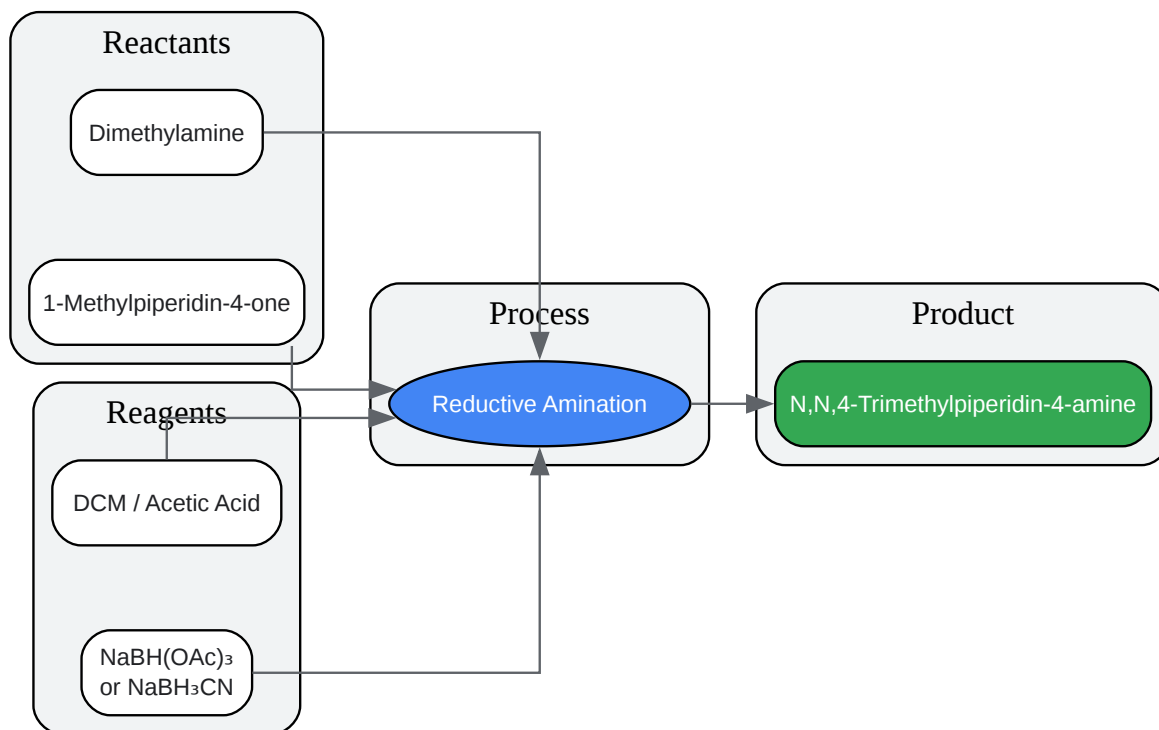 Reactants
Dimethylamine
1-Methylpiperidin-4-one
Reagents
DCM / Acetic Acid
NaBH(OAc)₃
or NaBH₃CN
Process
Reductive Amination
Product
N,N,4-Trimethylpiperidin-4-amine